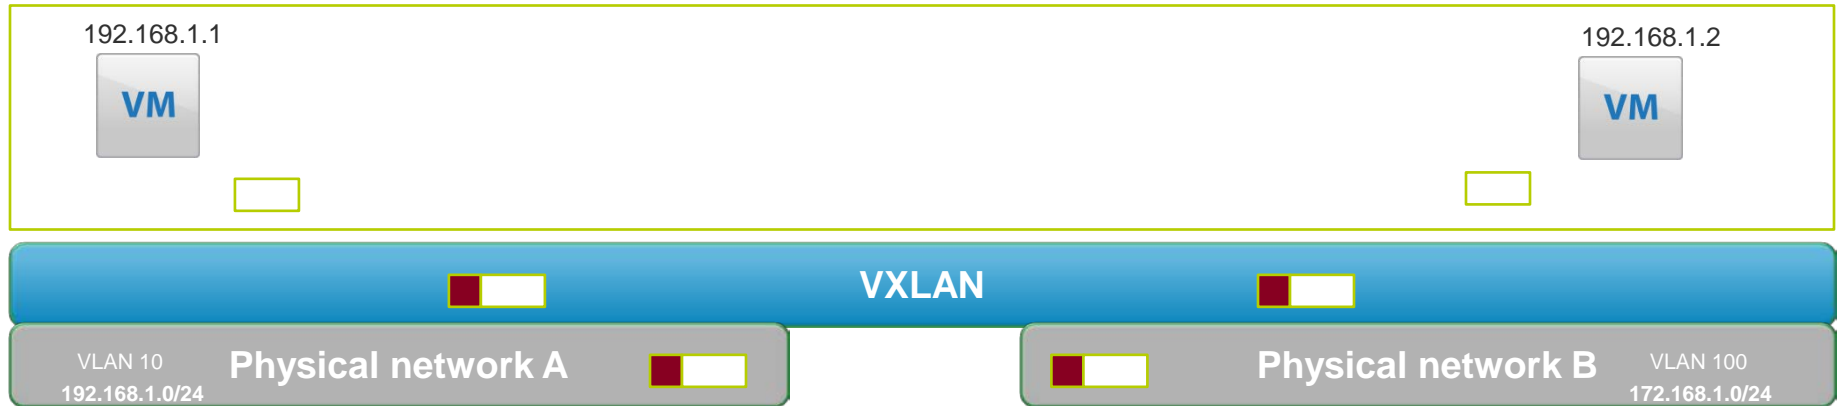 192.168.1.1
192.168.1.2
VM
VM
VXLAN
VLAN 10
192.168.1.0/24
Physical network A
Physical network B
VLAN 100
172.168.1.0/24